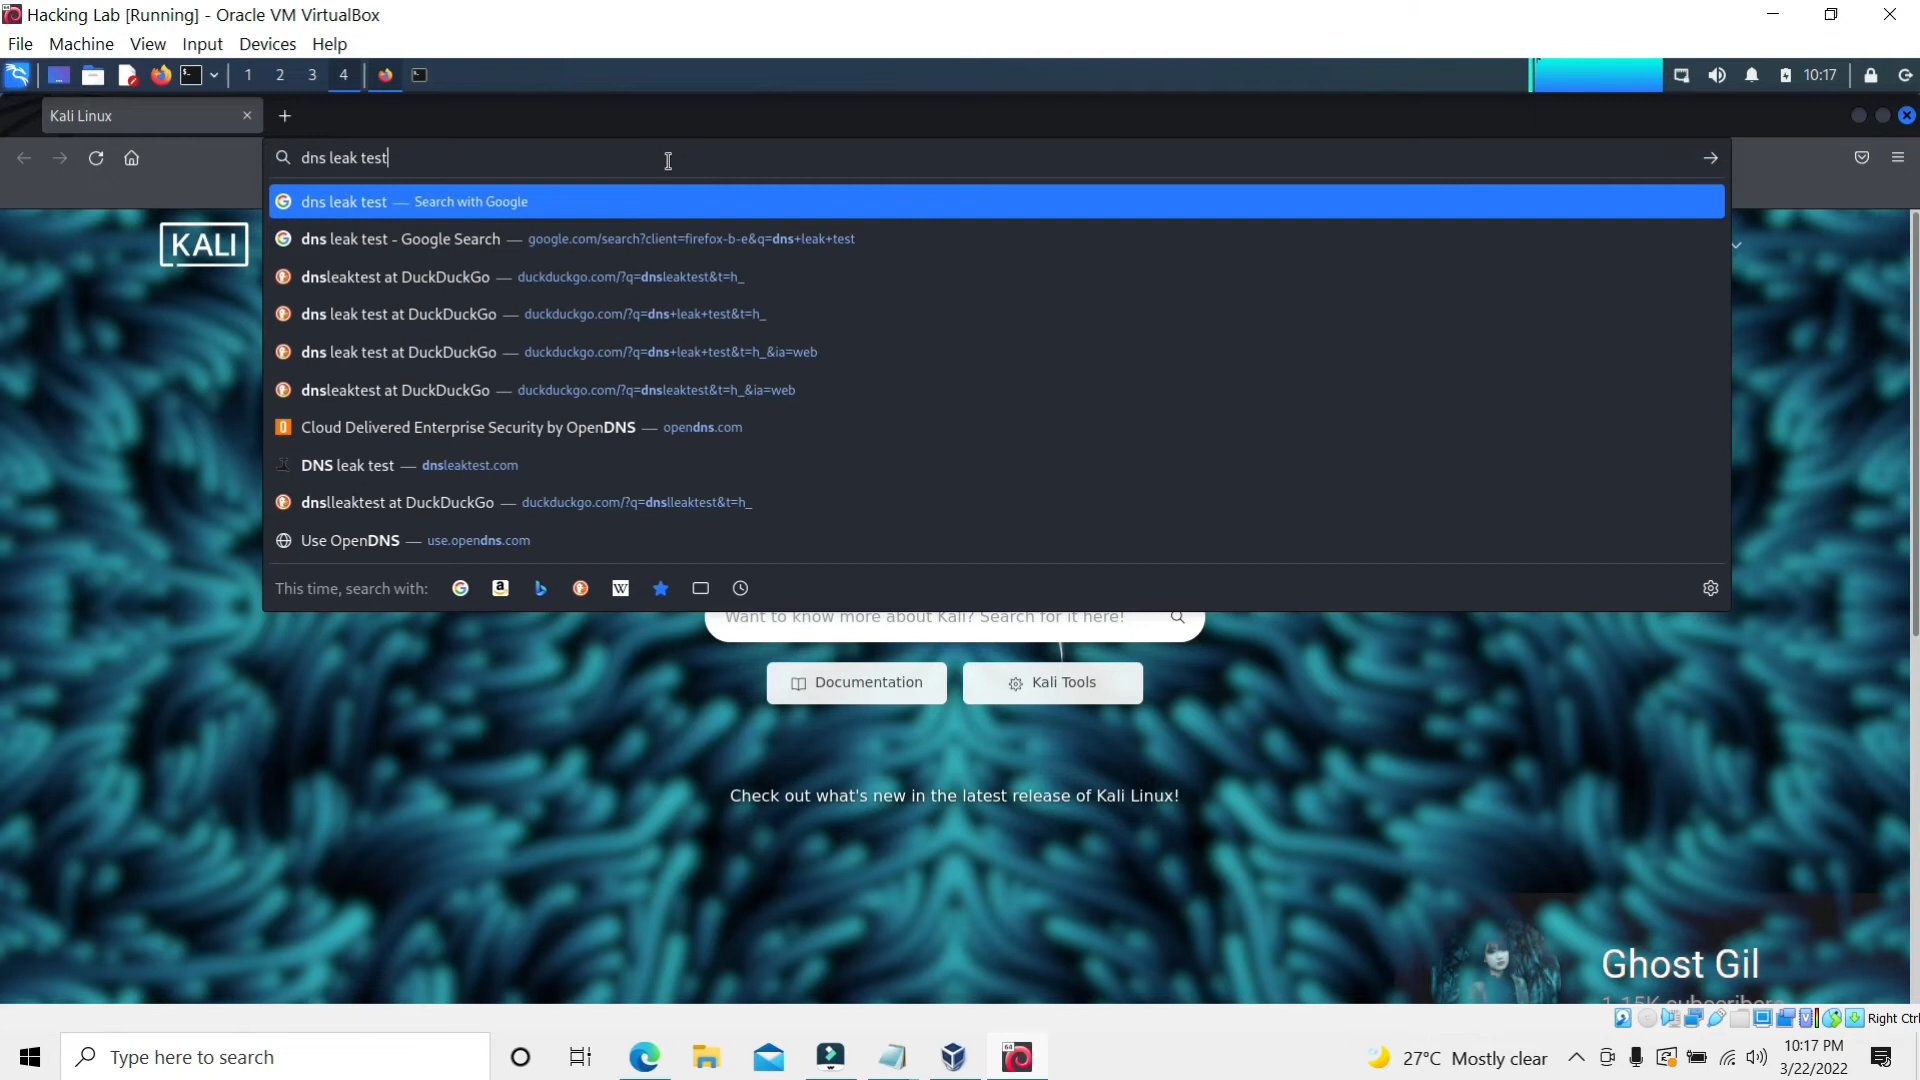 Hacking Lab [Running] - Oracle VM VirtualBox
File Machine View Input Devices Help
1 2 3 4 10:17
Kali Linux
dns leak test
dns leak test — Search with Google
dns leak test - Google Search — google.com/search?client=firefox-b-e&q=dns+leak+test
dnsleaktest at DuckDuckGo — duckduckgo.com/?q=dnsleaktest&t=h_
dns leak test at DuckDuckGo — duckduckgo.com/?q=dns+leak+test&t=h_
dns leak test at DuckDuckGo — duckduckgo.com/?q=dns+leak+test&t=h_&ia=web
dnsleaktest at DuckDuckGo — duckduckgo.com/?q=dnsleaktest&t=h_&ia=web
Cloud Delivered Enterprise Security by OpenDNS — opendns.com
DNS leak test — dnsleaktest.com
dnslleaktest at DuckDuckGo — duckduckgo.com/?q=dnslleaktest&t=h_
Use OpenDNS — use.opendns.com
This time, search with:
KALI
Want to know more about Kali? Search for it here!
Documentation Kali Tools
Check out what's new in the latest release of Kali Linux!
Ghost Gil
1.15K subscribers
Right Ctrl
Type here to search
27°C Mostly clear
10:17 PM
3/22/2022